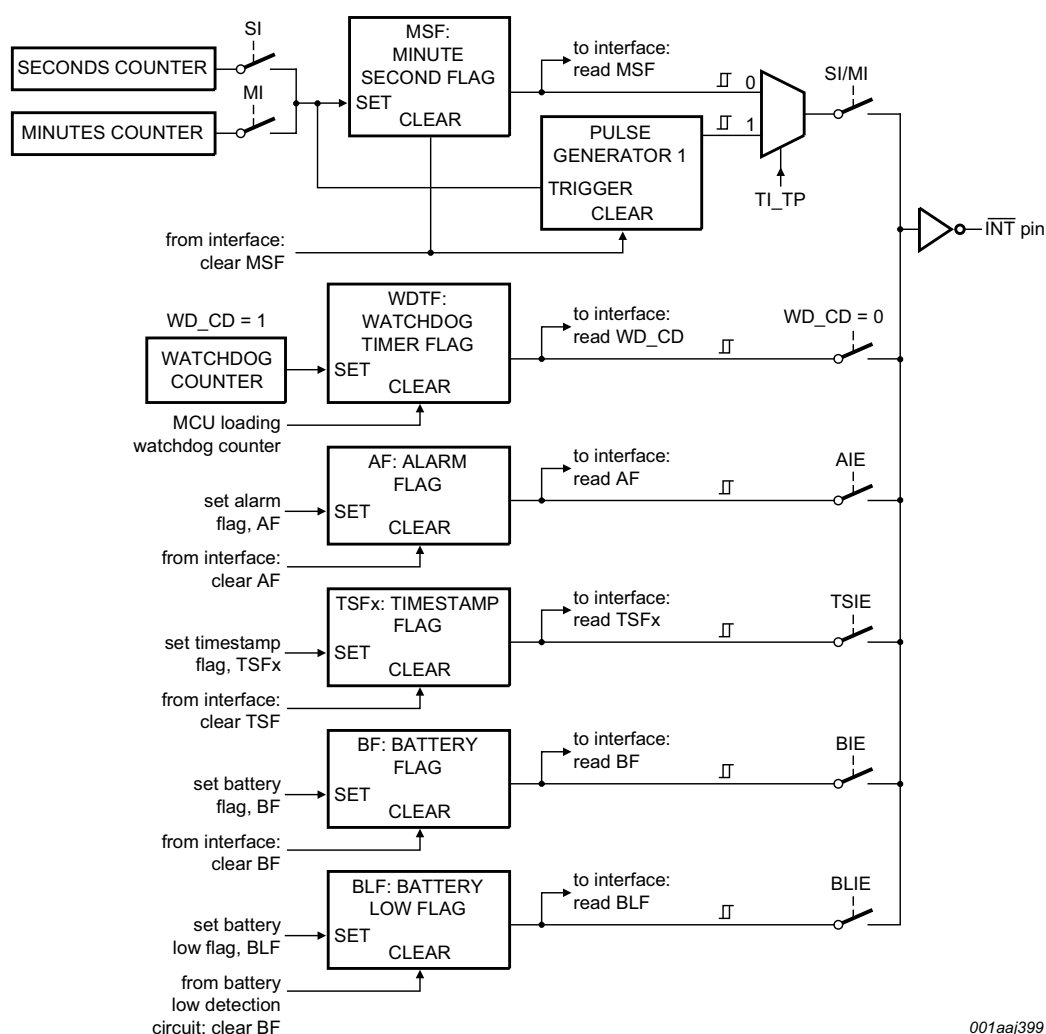 SI
SECONDS COUNTER
MI
MINUTES COUNTER
MSF:
MINUTE
SECOND FLAG
SET
CLEAR
to interface:
read MSF
0
1
SI/MI
PULSE
GENERATOR 1
TRIGGER
CLEAR
TI_TP
INT pin
from interface:
clear MSF
WD_CD = 1
WATCHDOG
COUNTER
WDTF:
WATCHDOG
TIMER FLAG
SET
CLEAR
to interface:
read WD_CD
WD_CD = 0
MCU loading
watchdog counter
AF: ALARM
FLAG
SET
CLEAR
to interface:
read AF
AIE
set alarm
flag, AF
from interface:
clear AF
TSFx: TIMESTAMP
FLAG
SET
CLEAR
to interface:
read TSFx
TSIE
set timestamp
flag, TSFx
from interface:
clear TSF
BF: BATTERY
FLAG
SET
CLEAR
to interface:
read BF
BIE
set battery
flag, BF
from interface:
clear BF
BLF: BATTERY
LOW FLAG
SET
CLEAR
to interface:
read BLF
BLIE
set battery
low flag, BLF
from battery
low detection
circuit: clear BF
001aaj399